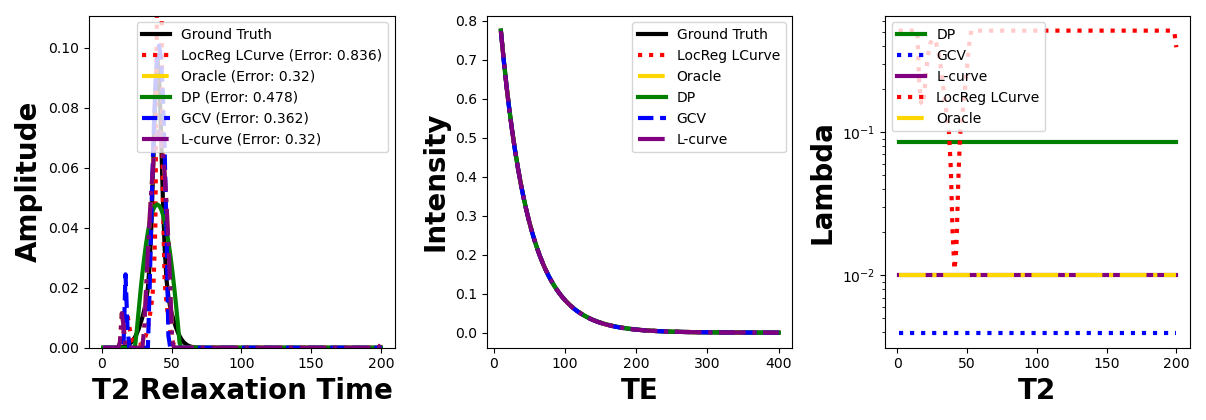 0.10
0.08
0.06
0.04
0.02
0.00
0
50
100
150
200
Amplitude
T2 Relaxation Time
Ground Truth
LocReg LCurve (Error: 0.836)
Oracle (Error: 0.32)
DP (Error: 0.478)
GCV (Error: 0.362)
L-curve (Error: 0.32)
0.8
0.7
0.6
0.5
0.4
0.3
0.2
0.1
0.0
0
100
200
300
400
Intensity
TE
Ground Truth
LocReg LCurve
Oracle
DP
GCV
L-curve
10⁻¹
10⁻²
0
50
100
150
200
Lambda
T2
DP
GCV
L-curve
LocReg LCurve
Oracle